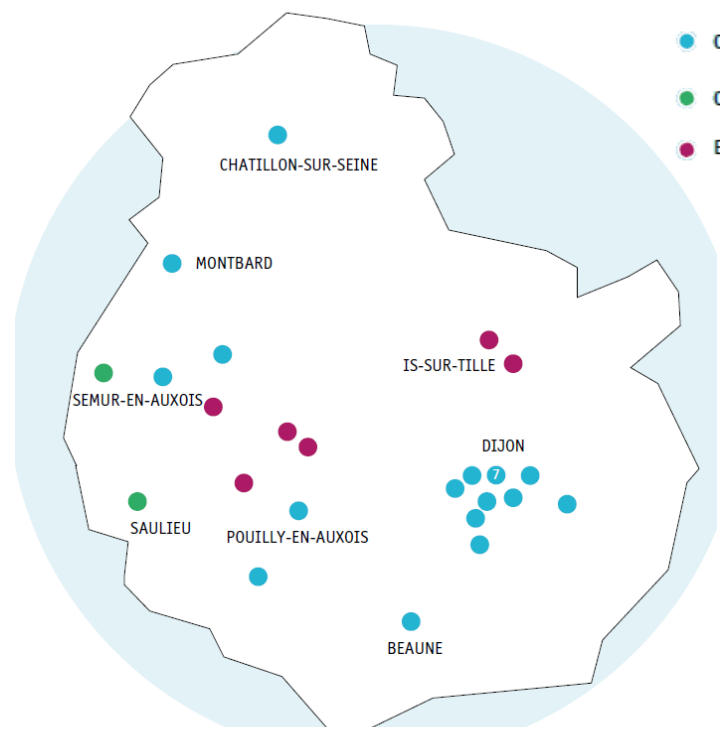 CHATILLON-SUR-SEINE
MONTBARD
IS-SUR-TILLE
SEMUR-EN-AUXOIS
DIJON
7
SAULIEU
POUILLY-EN-AUXOIS
BEAUNE